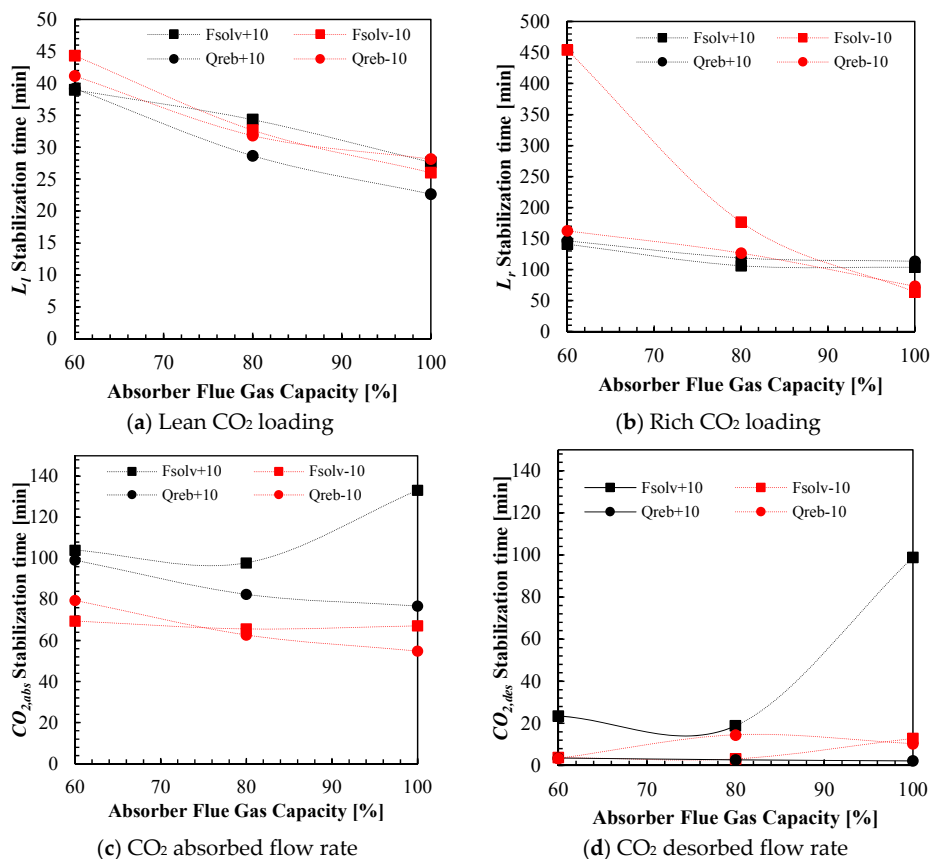 50
45
40
35
30
25
20
15
10
5
0
L_l Stabilization time [min]
Fsolv+10
Fsolv-10
Qreb+10
Qreb-10
60 70 80 90 100
Absorber Flue Gas Capacity [%]
(a) Lean CO₂ loading
500
450
400
350
300
250
200
150
100
50
0
L_r Stabilization time [min]
Fsolv+10
Fsolv-10
Qreb+10
Qreb-10
60 70 80 90 100
Absorber Flue Gas Capacity [%]
(b) Rich CO₂ loading
140
120
100
80
60
40
20
0
CO₂,abs Stabilization time [min]
Fsolv+10
Fsolv-10
Qreb+10
Qreb-10
60 70 80 90 100
Absorber Flue Gas Capacity [%]
(c) CO₂ absorbed flow rate
140
120
100
80
60
40
20
0
CO₂,des Stabilization time [min]
Fsolv+10
Fsolv-10
Qreb+10
Qreb-10
60 70 80 90 100
Absorber Flue Gas Capacity [%]
(d) CO₂ desorbed flow rate